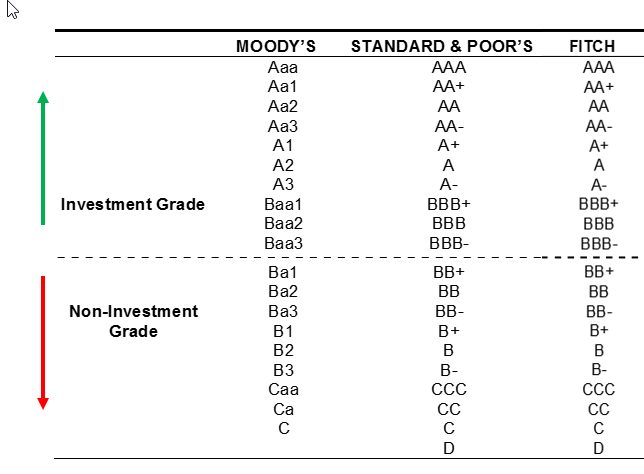 MOODY'S STANDARD & POOR'S FITCH
Aaa AAA AAA
Aa1 AA+ AA+
Aa2 AA AA
Aa3 AA- AA-
A1 A+ A+
A2 A A
A3 A- A-
Investment Grade Baa1 BBB+ BBB+
Baa2 BBB BBB
Baa3 BBB- BBB-
Ba1 BB+ BB+
Ba2 BB BB
Non-Investment Ba3 BB- BB-
Grade B1 B+ B+
B2 B B
B3 B- B-
Caa CCC CCC
Ca CC CC
C C C
D D